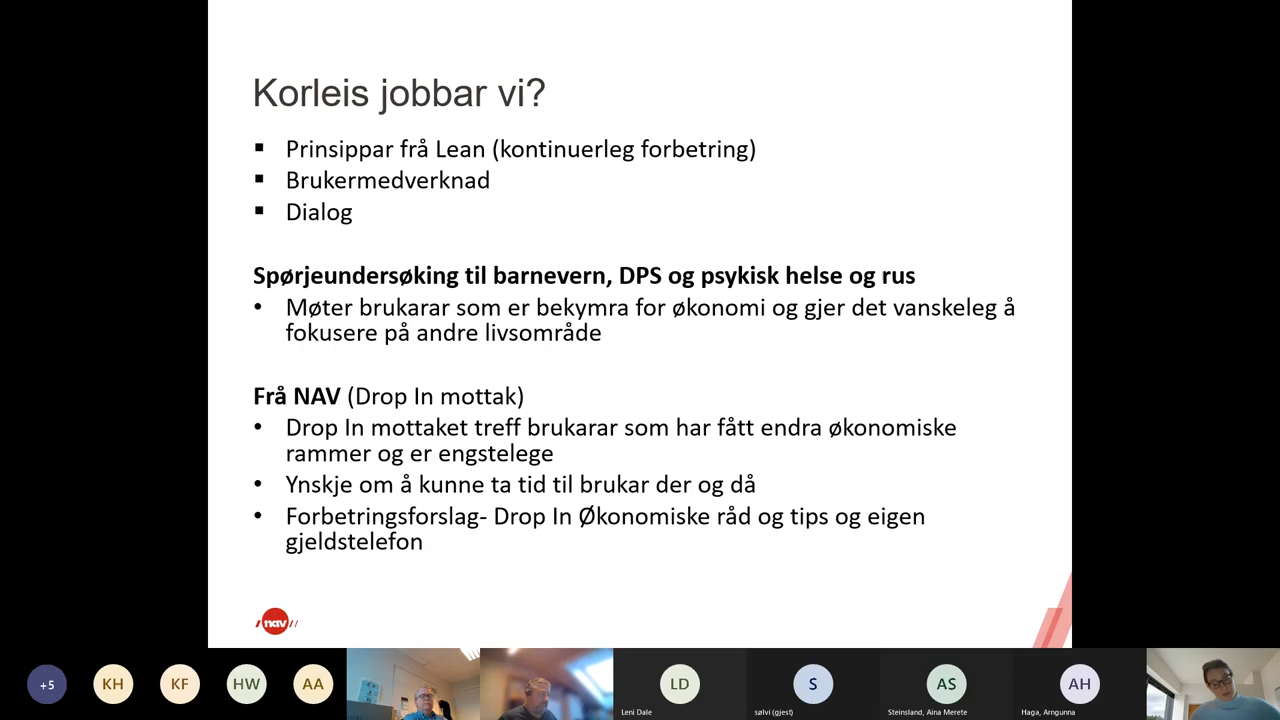 Korleis jobbar vi?
▪ Prinsippar frå Lean (kontinuerleg forbetring)
▪ Brukermedverknad
▪ Dialog
Spørjeundersøking til barnevern, DPS og psykisk helse og rus
• Møter brukarar som er bekymra for økonomi og gjer det vanskeleg å
fokusere på andre livsområde
Frå NAV (Drop In mottak)
• Drop In mottaket treff brukarar som har fått endra økonomiske
rammer og er engstelege
• Ynskje om å kunne ta tid til brukar der og då
• Forbetringsforslag- Drop In Økonomiske råd og tips og eigen
gjeldstelefon
nav
+5 KH KF HW AA LD S AS AH
Leni Dale sølvi (gjest) Steinsland, Aina Merete Haga, Arngunna